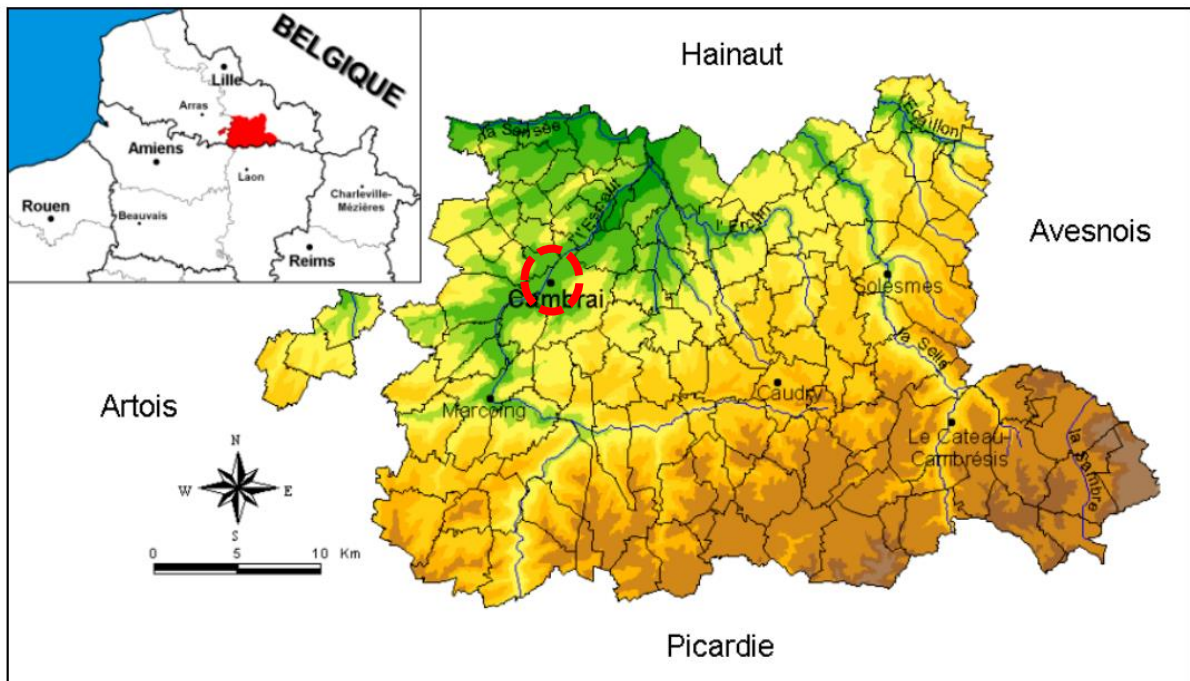 BELGIQUE
Lille
Arras
Amiens
Laon
Charleville-
Mézières
Rouen
Beauvais
Reims
Hainaut
Avesnois
Artois
Picardie
la Sensée
l'Escaut
l'Erclin
l'Ecaillon
Cambrai
Solesmes
la Selle
Marcoing
Caudry
Le Cateau-
Cambrésis
la Sambre
N
W E
S
0 5 10 Km